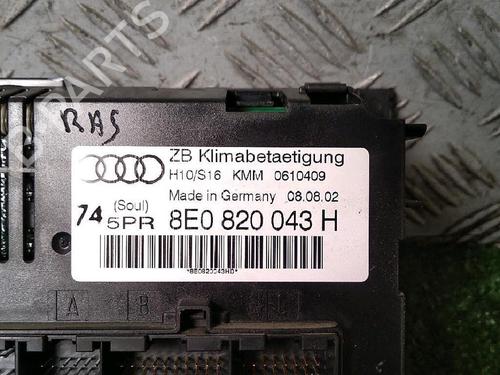 RAS
ZB Klimabetaetigung
H10/S16 KMM 0610409
Made in Germany 08.08.02
(Soul)
74 5PR 8E0 820 043 H
*8E0820043HD*
A B